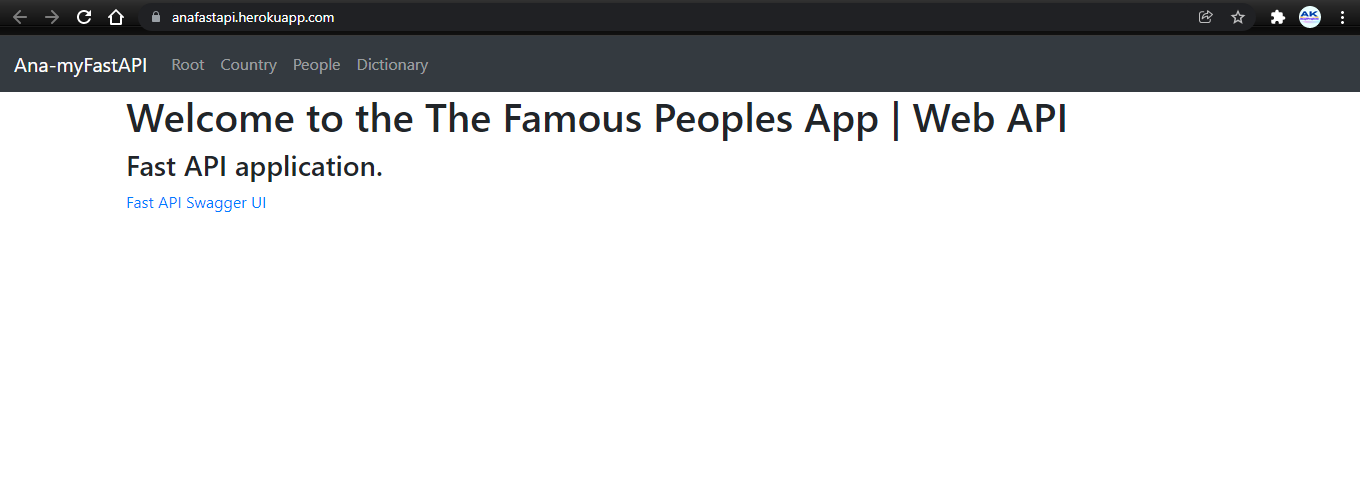 anafastapi.herokuapp.com
AK
Ana-myFastAPI Root Country People Dictionary
Welcome to the The Famous Peoples App | Web API
Fast API application.
Fast API Swagger UI